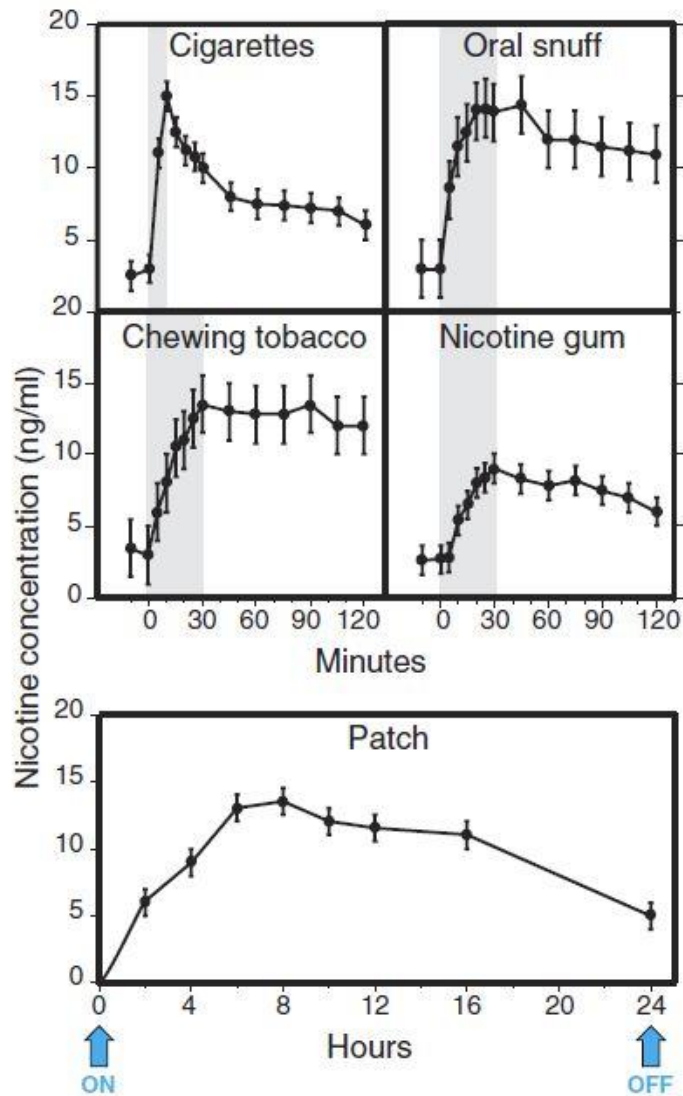 Nicotine concentration (ng/ml)
20
15
10
5
20
15
10
5
0
Cigarettes
Oral snuff
Chewing tobacco
Nicotine gum
0 30 60 90 120
0 30 60 90 120
Minutes
20
15
10
5
0
Patch
0 4 8 12 16 20 24
Hours
ON
OFF